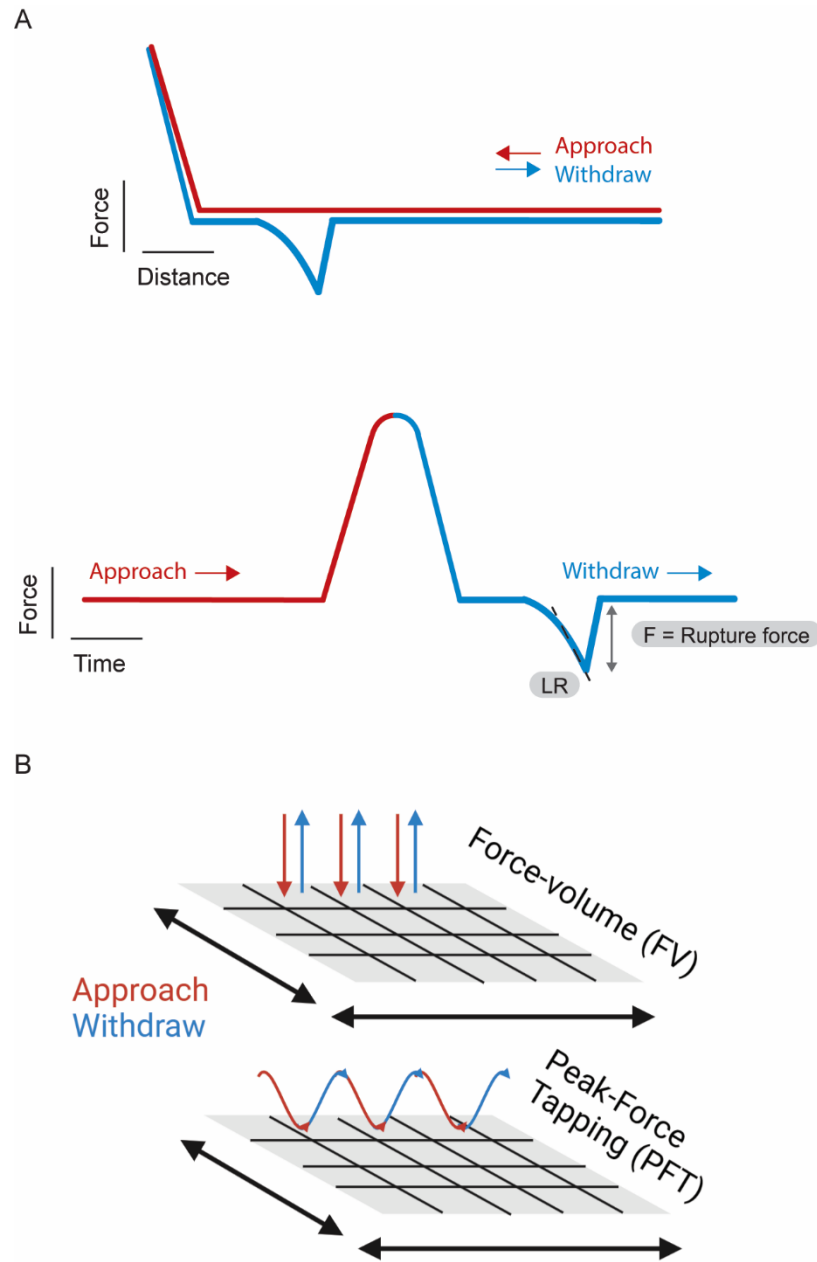 A
Approach
Withdraw
Force
Distance
Approach
Withdraw
Force
Time
F = Rupture force
LR
B
Force-volume (FV)
Approach
Withdraw
Peak-Force
Tapping (PFT)